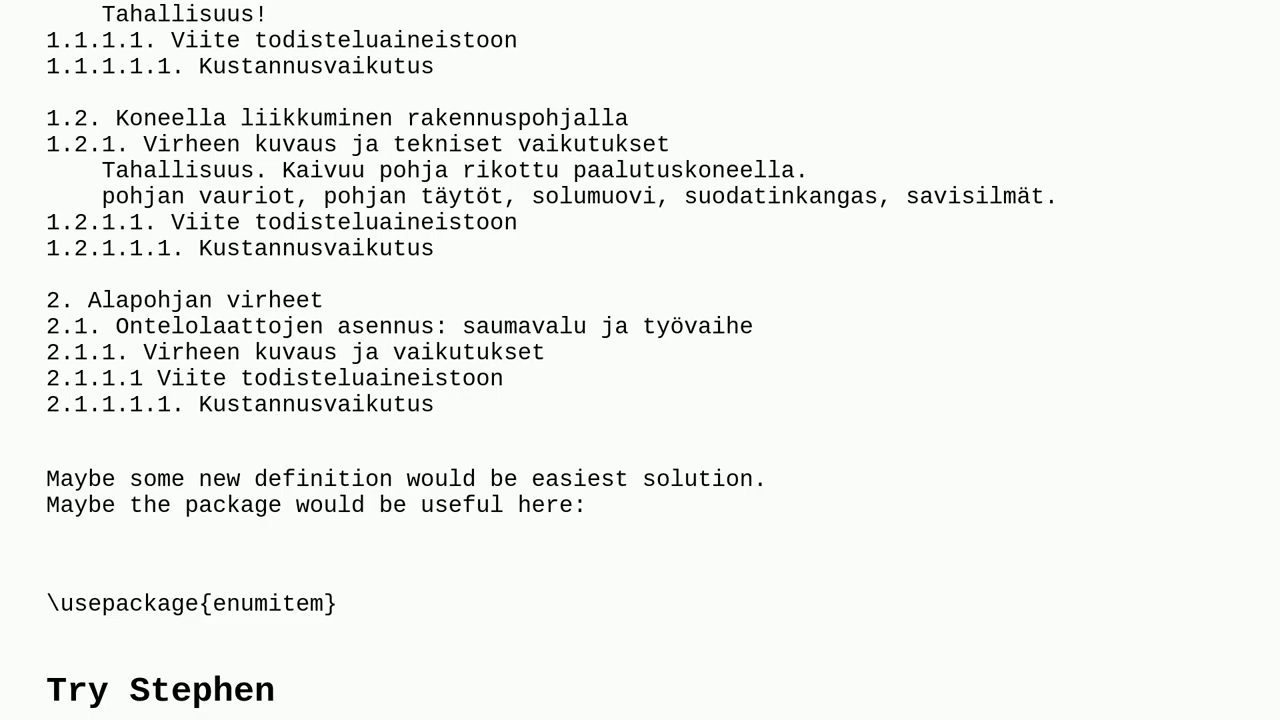 Tahallisuus!
1.1.1.1. Viite todisteluaineistoon
1.1.1.1.1. Kustannusvaikutus
1.2. Koneella liikkuminen rakennuspohjalla
1.2.1. Virheen kuvaus ja tekniset vaikutukset
Tahallisuus. Kaivuu pohja rikottu paalutuskoneella.
pohjan vauriot, pohjan täytöt, solumuovi, suodatinkangas, savisilmät.
1.2.1.1. Viite todisteluaineistoon
1.2.1.1.1. Kustannusvaikutus
2. Alapohjan virheet
2.1. Ontelolaattojen asennus: saumavalu ja työvaihe
2.1.1. Virheen kuvaus ja vaikutukset
2.1.1.1 Viite todisteluaineistoon
2.1.1.1.1. Kustannusvaikutus
Maybe some new definition would be easiest solution.
Maybe the package would be useful here:
\usepackage{enumitem}
Try Stephen